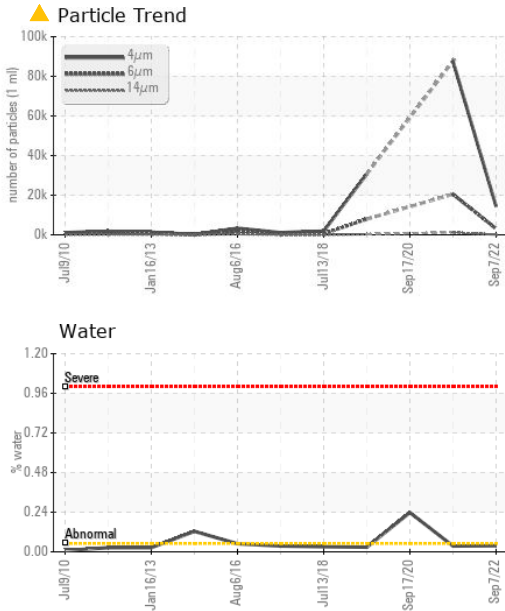 Particle Trend
100k
80k
60k
40k
20k
0k
number of particles (1 ml)
4µm
6µm
14µm
Jul9/10
Jan16/13
Aug6/16
Jul13/18
Sep17/20
Sep7/22
Water
1.20
0.96
0.72
0.48
0.24
0.00
% water
Severe
Abnormal
Jul9/10
Jan16/13
Aug6/16
Jul13/18
Sep17/20
Sep7/22